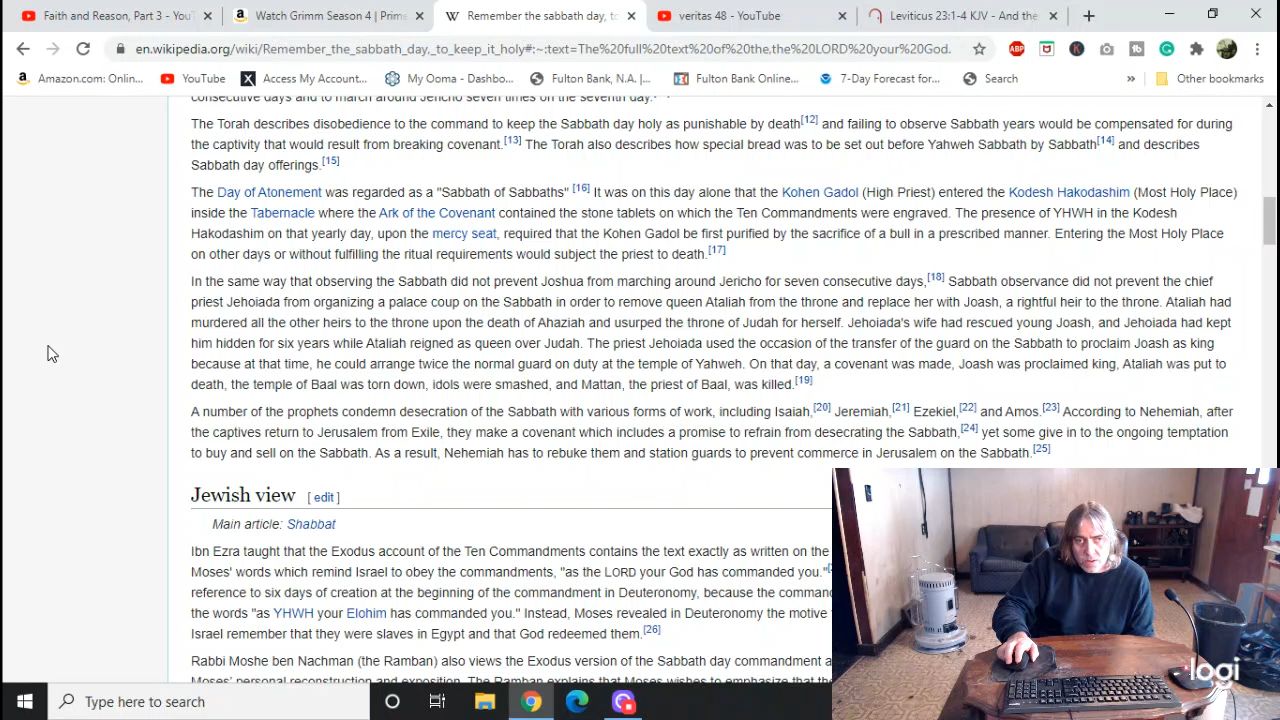 Faith and Reason, Part 3 - YouT
Watch Grimm Season 4 | Prime
Remember the sabbath day, to
veritas 48 - YouTube
Leviticus 23:1-4 KJV - And the
en.wikipedia.org/wiki/Remember_the_sabbath_day,_to_keep_it_holy#:~:text=The%20full%20text%20of%20the,the%20LORD%20your%20God.
Amazon.com: Onlin...
YouTube
Access My Account...
My Ooma - Dashbo...
Fulton Bank, N.A. |...
Fulton Bank Online...
7-Day Forecast for...
Search
»
Other bookmarks
consecutive days and to march around Jericho seven times on the seventh day.
The Torah describes disobedience to the command to keep the Sabbath day holy as punishable by death[12] and failing to observe Sabbath years would be compensated for during
the captivity that would result from breaking covenant.[13] The Torah also describes how special bread was to be set out before Yahweh Sabbath by Sabbath[14] and describes
Sabbath day offerings.[15]
The Day of Atonement was regarded as a "Sabbath of Sabbaths" [16] It was on this day alone that the Kohen Gadol (High Priest) entered the Kodesh Hakodashim (Most Holy Place)
inside the Tabernacle where the Ark of the Covenant contained the stone tablets on which the Ten Commandments were engraved. The presence of YHWH in the Kodesh
Hakodashim on that yearly day, upon the mercy seat, required that the Kohen Gadol be first purified by the sacrifice of a bull in a prescribed manner. Entering the Most Holy Place
on other days or without fulfilling the ritual requirements would subject the priest to death.[17]
In the same way that observing the Sabbath did not prevent Joshua from marching around Jericho for seven consecutive days,[18] Sabbath observance did not prevent the chief
priest Jehoiada from organizing a palace coup on the Sabbath in order to remove queen Ataliah from the throne and replace her with Joash, a rightful heir to the throne. Ataliah had
murdered all the other heirs to the throne upon the death of Ahaziah and usurped the throne of Judah for herself. Jehoiada's wife had rescued young Joash, and Jehoiada had kept
him hidden for six years while Ataliah reigned as queen over Judah. The priest Jehoiada used the occasion of the transfer of the guard on the Sabbath to proclaim Joash as king
because at that time, he could arrange twice the normal guard on duty at the temple of Yahweh. On that day, a covenant was made, Joash was proclaimed king, Ataliah was put to
death, the temple of Baal was torn down, idols were smashed, and Mattan, the priest of Baal, was killed.[19]
A number of the prophets condemn desecration of the Sabbath with various forms of work, including Isaiah,[20] Jeremiah,[21] Ezekiel,[22] and Amos.[23] According to Nehemiah, after
the captives return to Jerusalem from Exile, they make a covenant which includes a promise to refrain from desecrating the Sabbath,[24] yet some give in to the ongoing temptation
to buy and sell on the Sabbath. As a result, Nehemiah has to rebuke them and station guards to prevent commerce in Jerusalem on the Sabbath.[25]
Jewish view [ edit ]
Main article: Shabbat
Ibn Ezra taught that the Exodus account of the Ten Commandments contains the text exactly as written on the
Moses' words which remind Israel to obey the commandments, "as the LORD your God has commanded you."
reference to six days of creation at the beginning of the commandment in Deuteronomy, because the command
the words "as YHWH your Elohim has commanded you." Instead, Moses revealed in Deuteronomy the motive
Israel remember that they were slaves in Egypt and that God redeemed them.[26]
Rabbi Moshe ben Nachman (the Ramban) also views the Exodus version of the Sabbath day commandment a
Moses' personal reconstruction and exposition. The Ramban explains that Moses wishes to emphasize that the
logi
Type here to search